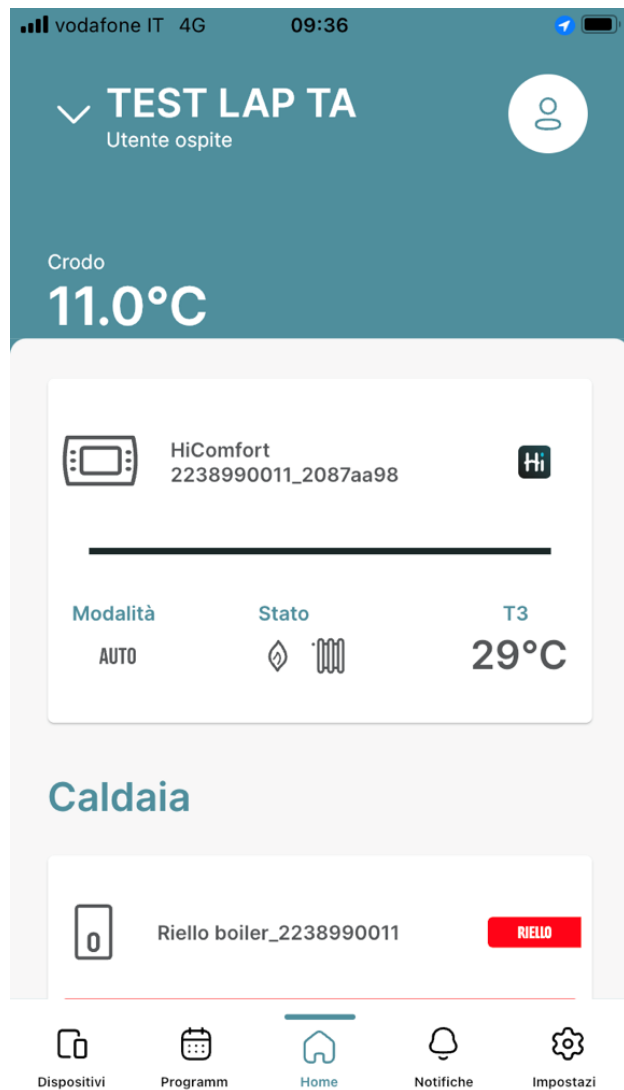 vodafone IT 4G 09:36
TEST LAP TA
Utente ospite
Crodo
11.0°C
HiComfort
2238990011_2087aa98
Hi
Modalità Stato T3
AUTO 29°C
Caldaia
0
Riello boiler_2238990011
RIELLO
Dispositivi Programm Home Notifiche Impostazi